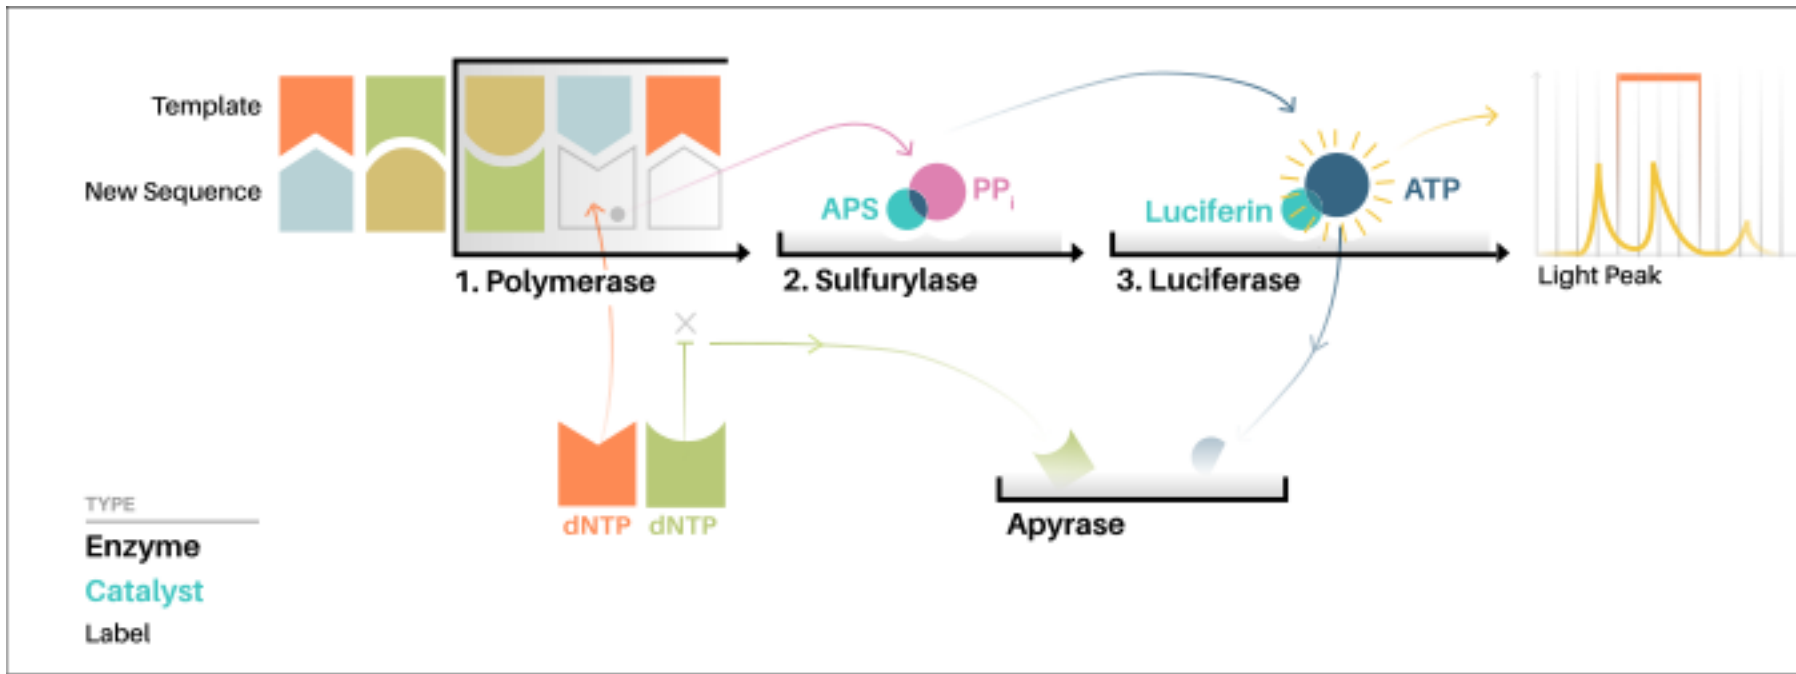 Template
New Sequence
1. Polymerase
APS
PPi
2. Sulfurylase
Luciferin
ATP
3. Luciferase
Light Peak
dNTP
dNTP
Apyrase
TYPE
Enzyme
Catalyst
Label